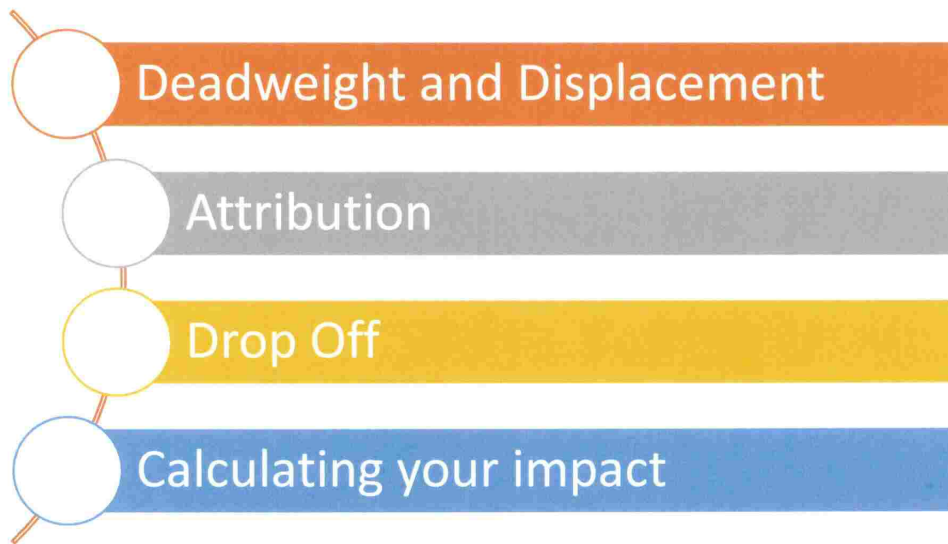 Deadweight and Displacement
Attribution
Drop Off
Calculating your impact